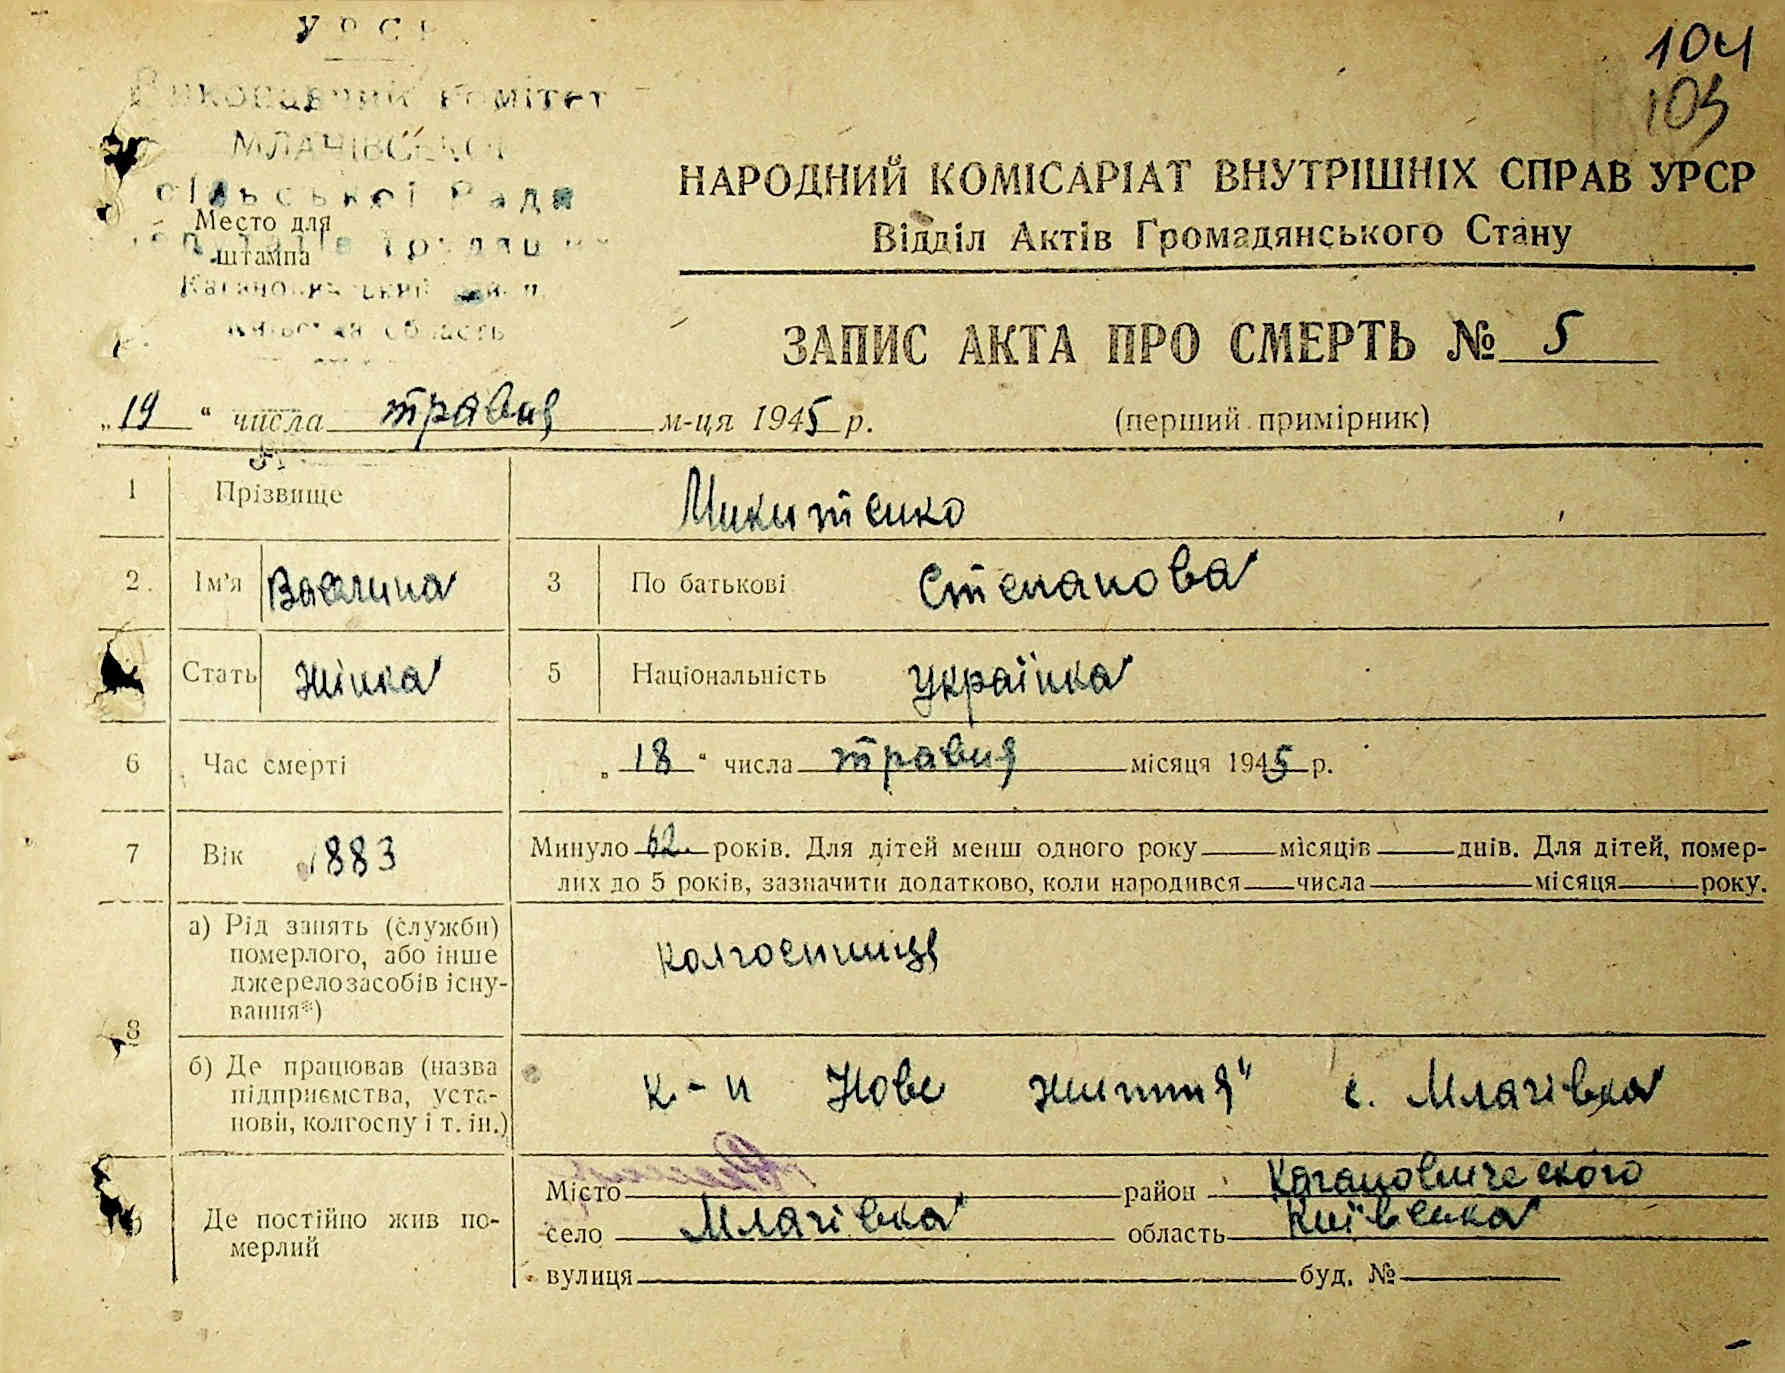 УРСР
Виконавчий комітет
МЛАЧІВСЬКОЇ
сільської Ради
Место для
штампа
область
104
103
НАРОДНИЙ КОМІСАРІАТ ВНУТРІШНІХ СПРАВ УРСР
Відділ Актів Громадянського Стану
ЗАПИС АКТА ПРО СМЕРТЬ № 5
„19“ числа травня м-ця 1945 р. (перший примірник)
1 Прізвище Микитенко
2. Ім'я 3 По батькові Степанова
Стать Жінка 5 Національність Українка
6 Час смерті „18“ числа травня місяця 1945 р.
7 Вік 1883 Минуло 62 років. Для дітей менш одного року місяців днів. Для дітей, помер-
лих до 5 років, зазначити додатково, коли народився числа місяця року.
8 а) Рід занять (служби)
померлого, або інше
джерело засобів існу-
вання*)
колгоспниця
б) Де працював (назва
підприємства, уста-
нови, колгоспу і т. ін.)
к-п Нове життя" с. Млачівка
Де постійно жив по-
мерлий
Місто район Кагановического
село Млачівка область Київська
вулиця буд. №